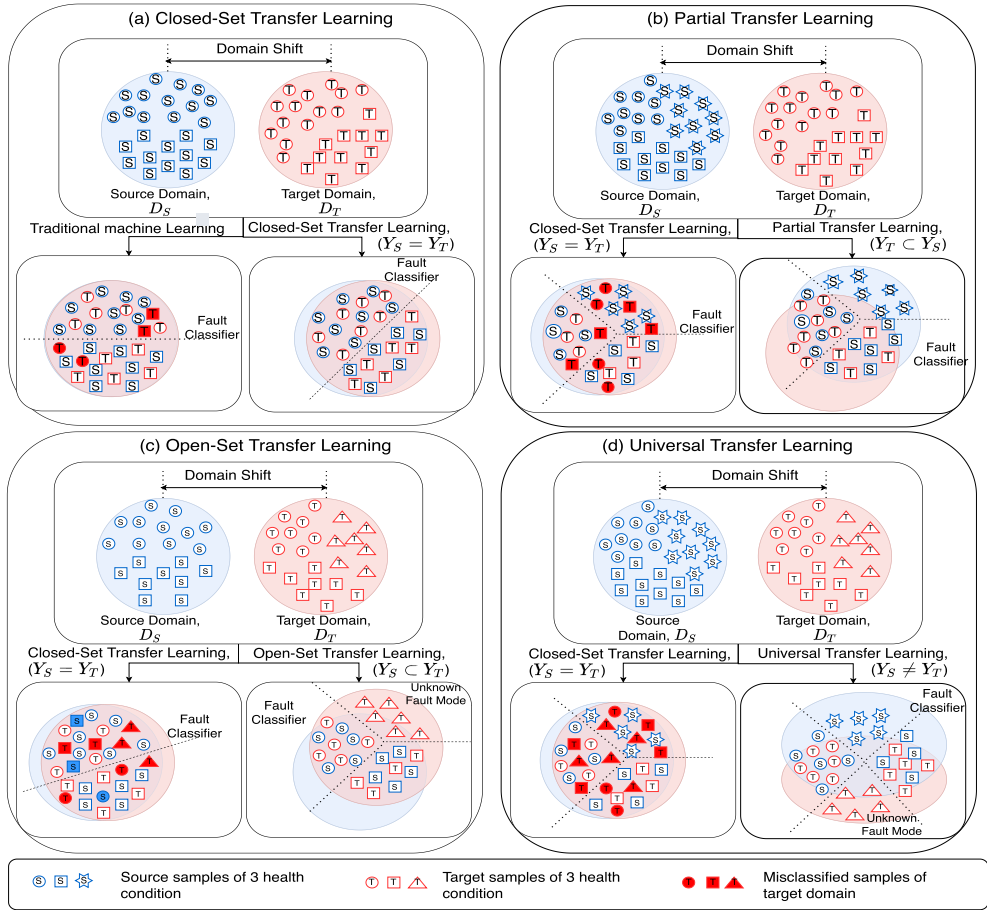 (a) Closed-Set Transfer Learning
Domain Shift
Source Domain,
D_S
Target Domain,
D_T
Traditional machine Learning
Closed-Set Transfer Learning,
(Y_S = Y_T)
Fault
Classifier
Fault
Classifier
(b) Partial Transfer Learning
Domain Shift
Source Domain,
D_S
Target Domain,
D_T
Closed-Set Transfer Learning,
(Y_S = Y_T)
Partial Transfer Learning
(Y_T ⊂ Y_S)
Fault
Classifier
Fault
Classifier
(c) Open-Set Transfer Learning
Domain Shift
Source Domain,
D_S
Target Domain,
D_T
Closed-Set Transfer Learning,
(Y_S = Y_T)
Open-Set Transfer Learning,
(Y_S ⊂ Y_T)
Fault
Classifier
Fault
Classifier
Unknown
Fault Mode
(d) Universal Transfer Learning
Domain Shift
Source
Domain, D_S
Target Domain,
D_T
Closed-Set Transfer Learning,
(Y_S = Y_T)
Universal Transfer Learning,
(Y_S ≠ Y_T)
Fault
Classifier
Fault
Classifier
Unknown
Fault Mode
S S S Source samples of 3 health
condition
T T T Target samples of 3 health
condition
T T T Misclassified samples of
target domain